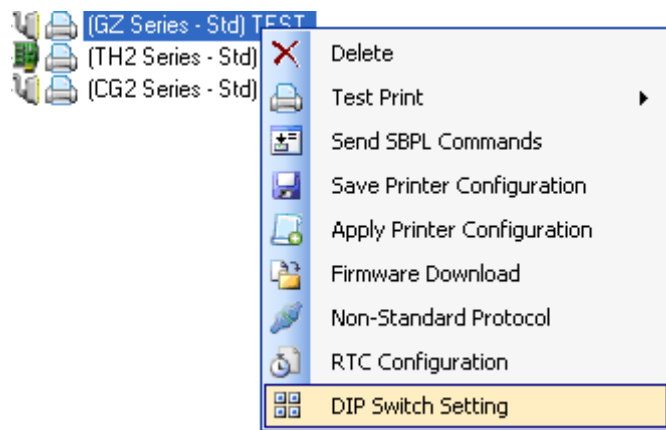 (GZ Series - Std) TEST
(TH2 Series - Std)
(CG2 Series - Std)
Delete
Test Print
Send SBPL Commands
Save Printer Configuration
Apply Printer Configuration
Firmware Download
Non-Standard Protocol
RTC Configuration
DIP Switch Setting